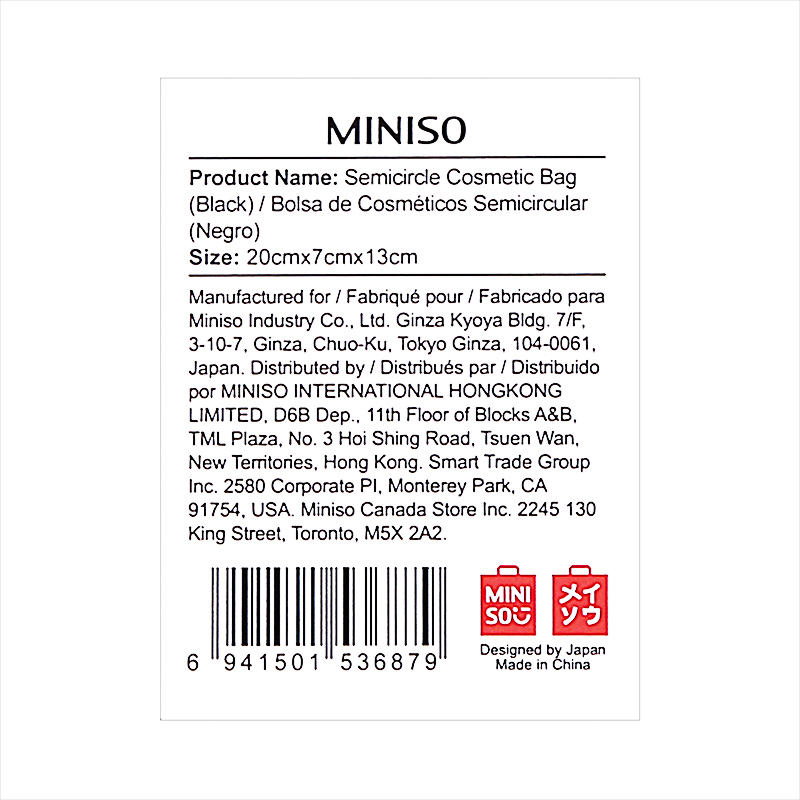 MINISO
Product Name: Semicircle Cosmetic Bag
(Black) / Bolsa de Cosméticos Semicircular
(Negro)
Size: 20cmx7cmx13cm
Manufactured for / Fabriqué pour / Fabricado para
Miniso Industry Co., Ltd. Ginza Kyoya Bldg. 7/F,
3-10-7, Ginza, Chuo-Ku, Tokyo Ginza, 104-0061,
Japan. Distributed by / Distribués par / Distribuido
por MINISO INTERNATIONAL HONGKONG
LIMITED, D6B Dep., 11th Floor of Blocks A&B,
TML Plaza, No. 3 Hoi Shing Road, Tsuen Wan,
New Territories, Hong Kong. Smart Trade Group
Inc. 2580 Corporate Pl, Monterey Park, CA
91754, USA. Miniso Canada Store Inc. 2245 130
King Street, Toronto, M5X 2A2.
6 941501 536879
MINI
SO
メイ
ソウ
Designed by Japan
Made in China